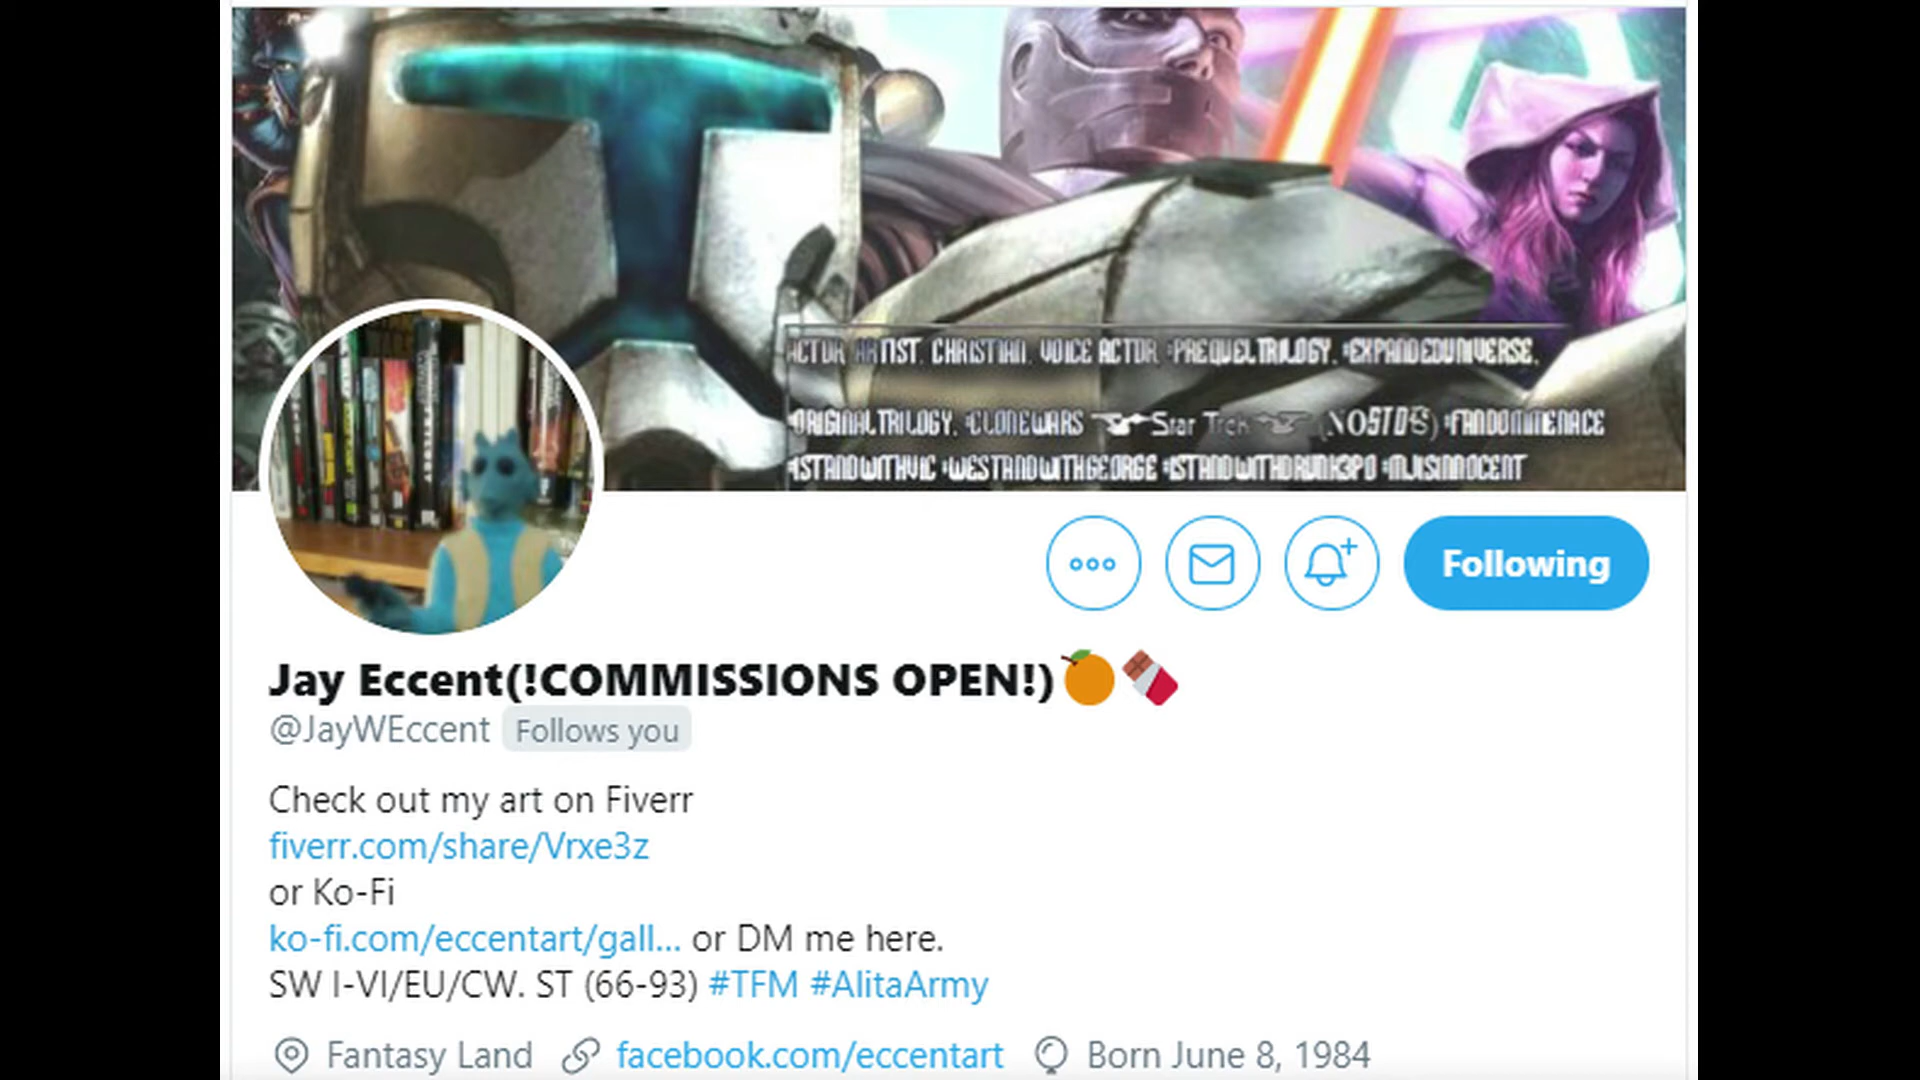 ACTOR ARTIST, CHRISTIAN, VOICE ACTOR, #PREQUELTRILOGY, #EXPANDEDUNIVERSE,
#ORIGINALTRILOGY, #CLONEWARS Star Trek (NOSTDS) #FANDOMMENACE
#ISTANDWITHVIC #WESTANDWITHGEORGE #ISTANDWITHDRUNK3PO #MJISINNOCENT
Following
Jay Eccent(!COMMISSIONS OPEN!)
@JayWEccent Follows you
Check out my art on Fiverr
fiverr.com/share/Vrxe3z
or Ko-Fi
ko-fi.com/eccentart/gall... or DM me here.
SW I-VI/EU/CW. ST (66-93) #TFM #AlitaArmy
Fantasy Land facebook.com/eccentart Born June 8, 1984